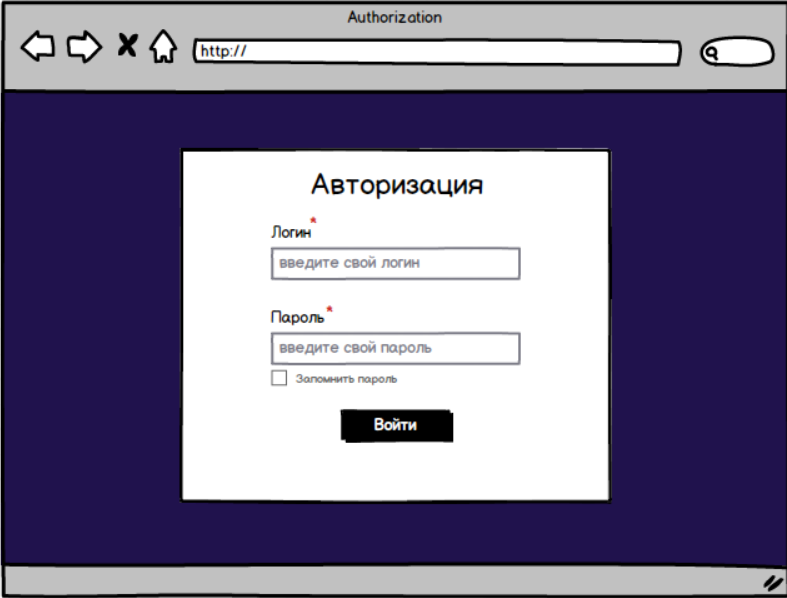 Authorization
http://
Авторизация
Логин*
введите свой логин
Пароль*
введите свой пароль
Запомнить пароль
Войти